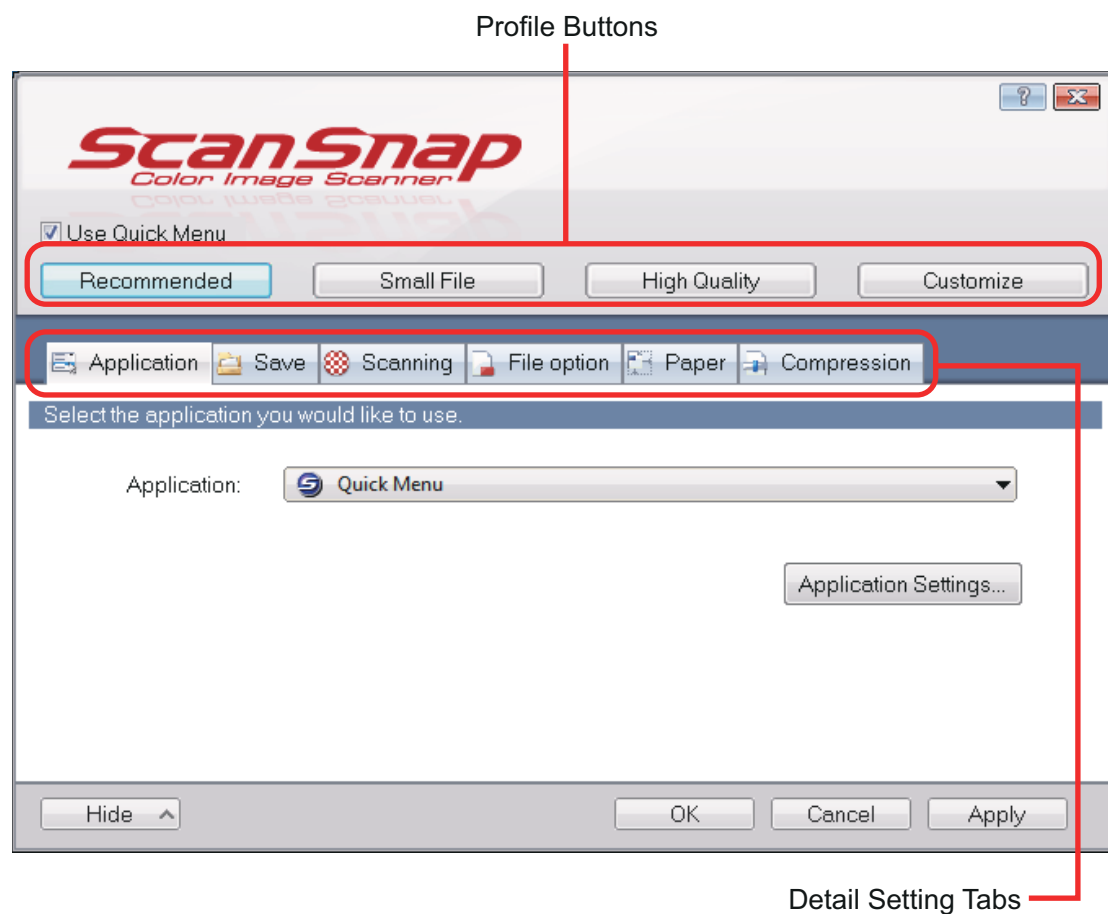 Profile Buttons
?
ScanSnap
Color Image Scanner
Use Quick Menu
Recommended Small File High Quality Customize
Application Save Scanning File option Paper Compression
Select the application you would like to use.
Application: Quick Menu
Application Settings...
Hide OK Cancel Apply
Detail Setting Tabs